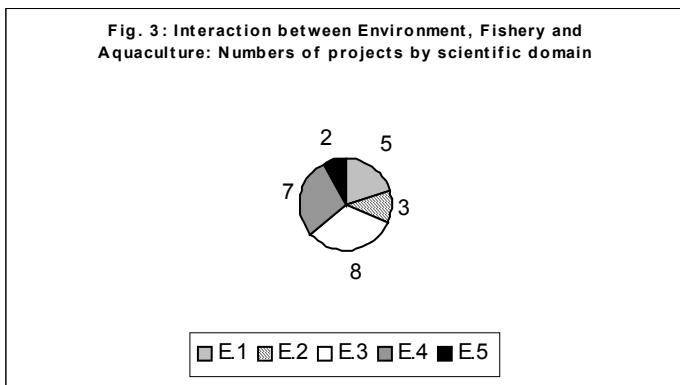 Fig. 3: Interaction between Environment, Fishery and
Aquaculture: Numbers of projects by scientific domain
2
5
7
3
8
E.1 E.2 E.3 E.4 E.5